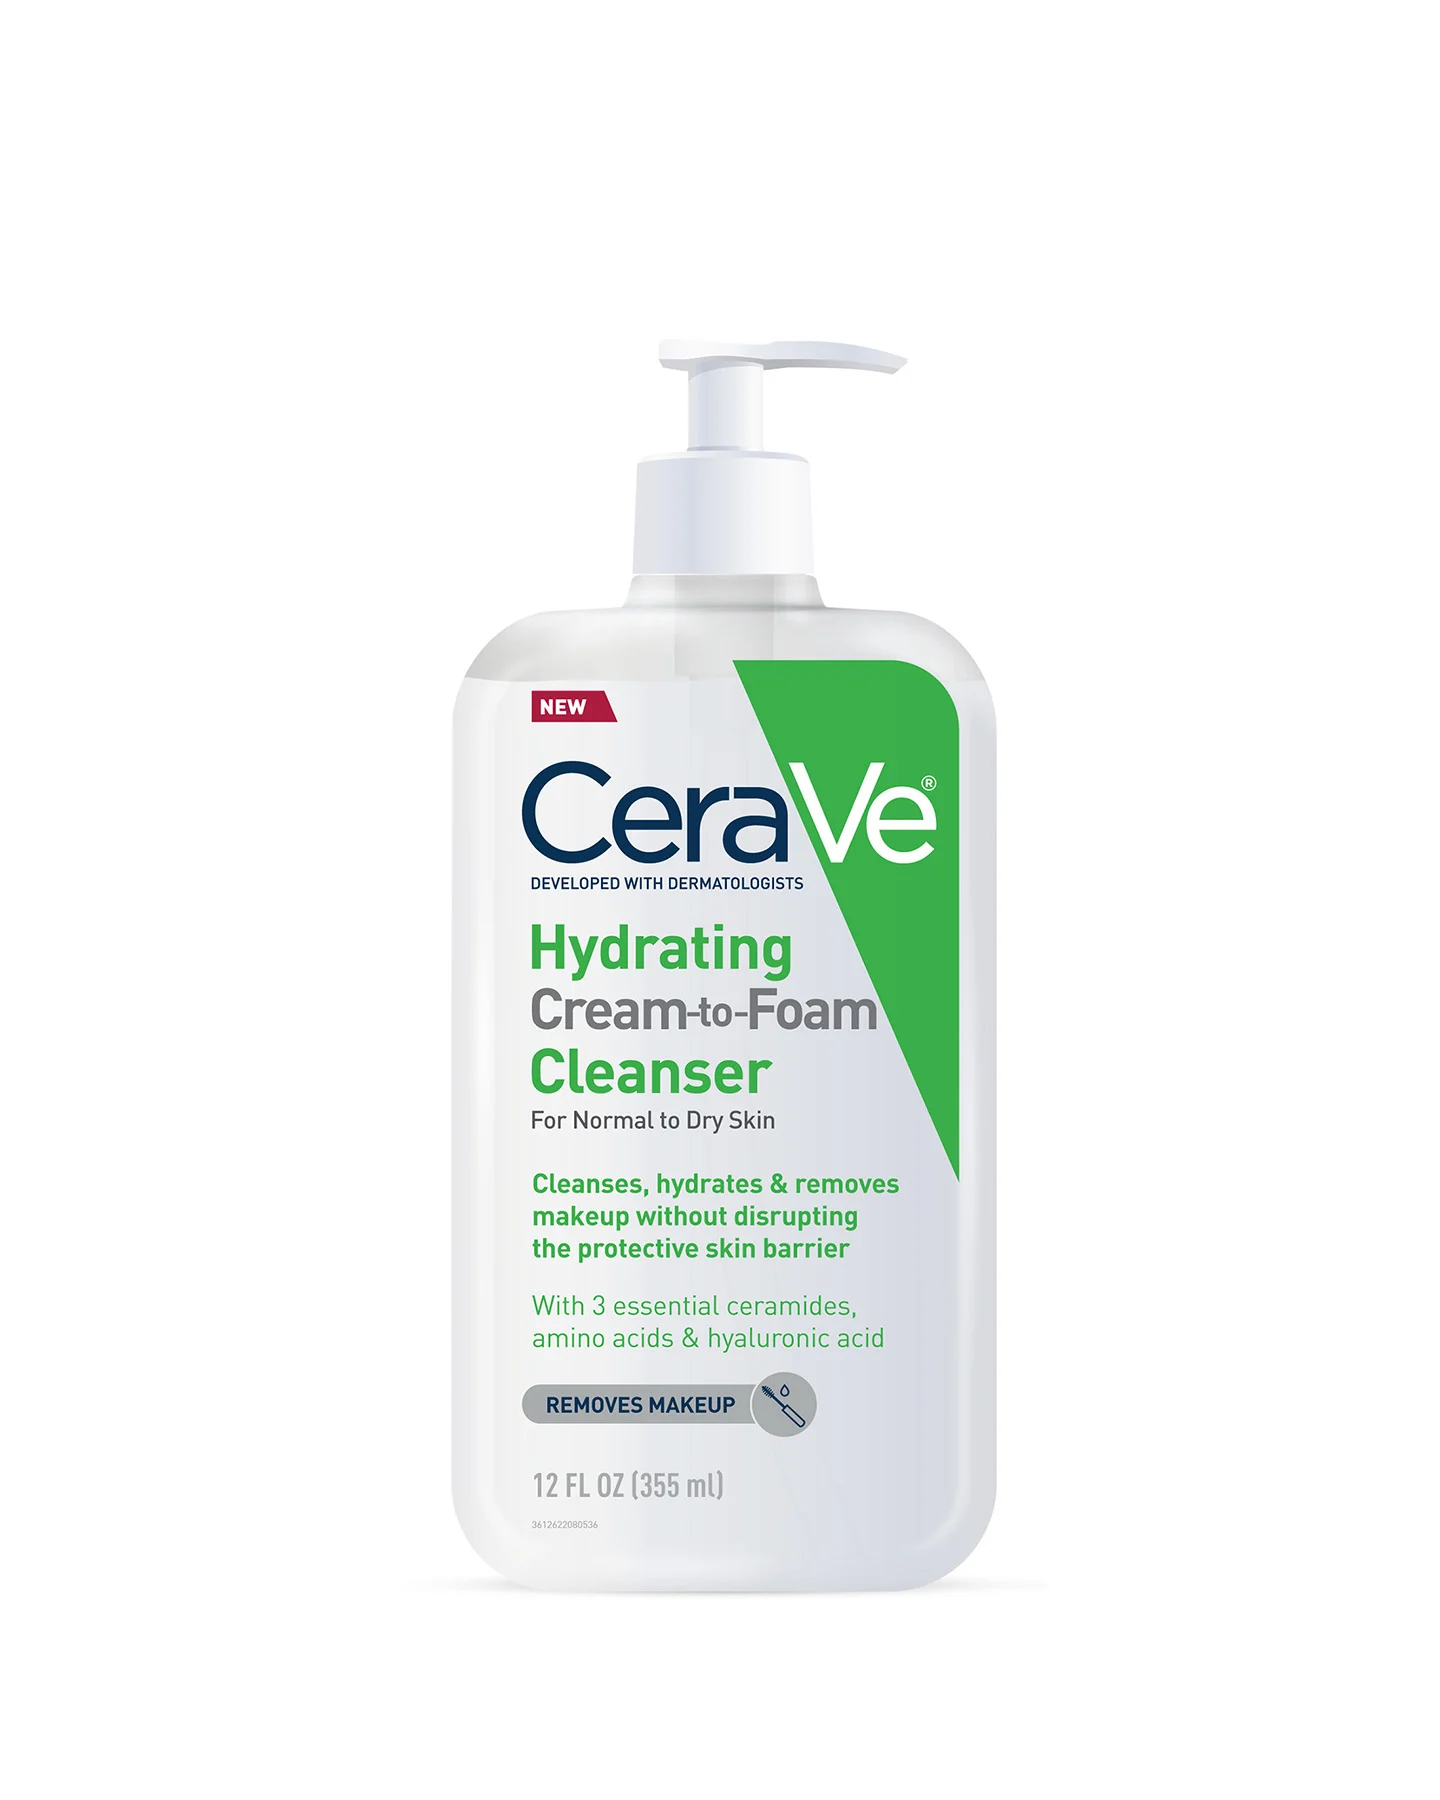 NEW
CeraVe®
DEVELOPED WITH DERMATOLOGISTS
Hydrating
Cream-to-Foam
Cleanser
For Normal to Dry Skin
Cleanses, hydrates & removes
makeup without disrupting
the protective skin barrier
With 3 essential ceramides,
amino acids & hyaluronic acid
REMOVES MAKEUP
12 FL OZ (355 ml)
3612622080536